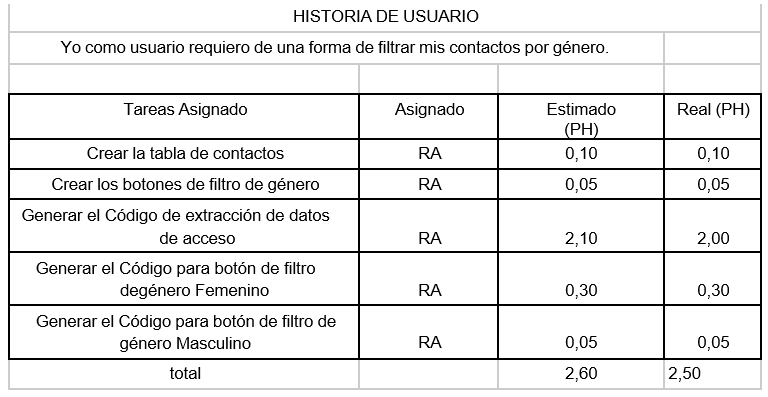 HISTORIA DE USUARIO
Yo como usuario requiero de una forma de filtrar mis contactos por género.
Tareas Asignado Asignado Estimado (PH) Real (PH)
Crear la tabla de contactos RA 0,10 0,10
Crear los botones de filtro de género RA 0,05 0,05
Generar el Código de extracción de datos
de acceso RA 2,10 2,00
Generar el Código para botón de filtro
degénero Femenino RA 0,30 0,30
Generar el Código para botón de filtro de
género Masculino RA 0,05 0,05
total 2,60 2,50